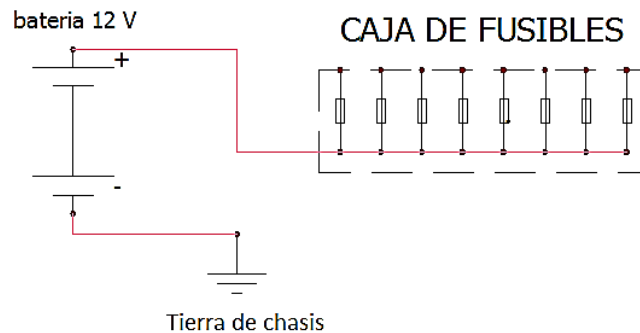 bateria 12 V
CAJA DE FUSIBLES
+
-
Tierra de chasis